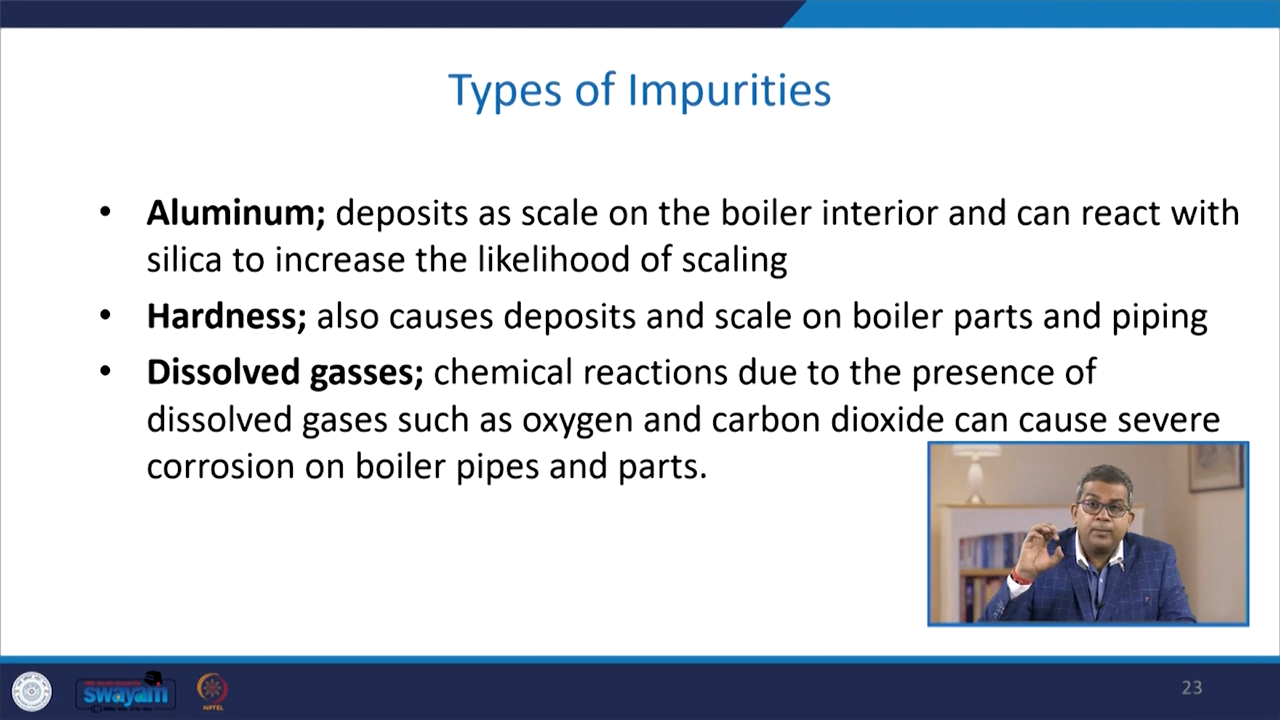 Types of Impurities
• Aluminum; deposits as scale on the boiler interior and can react with
silica to increase the likelihood of scaling
• Hardness; also causes deposits and scale on boiler parts and piping
• Dissolved gasses; chemical reactions due to the presence of
dissolved gases such as oxygen and carbon dioxide can cause severe
corrosion on boiler pipes and parts.
swayam
NPTEL
23